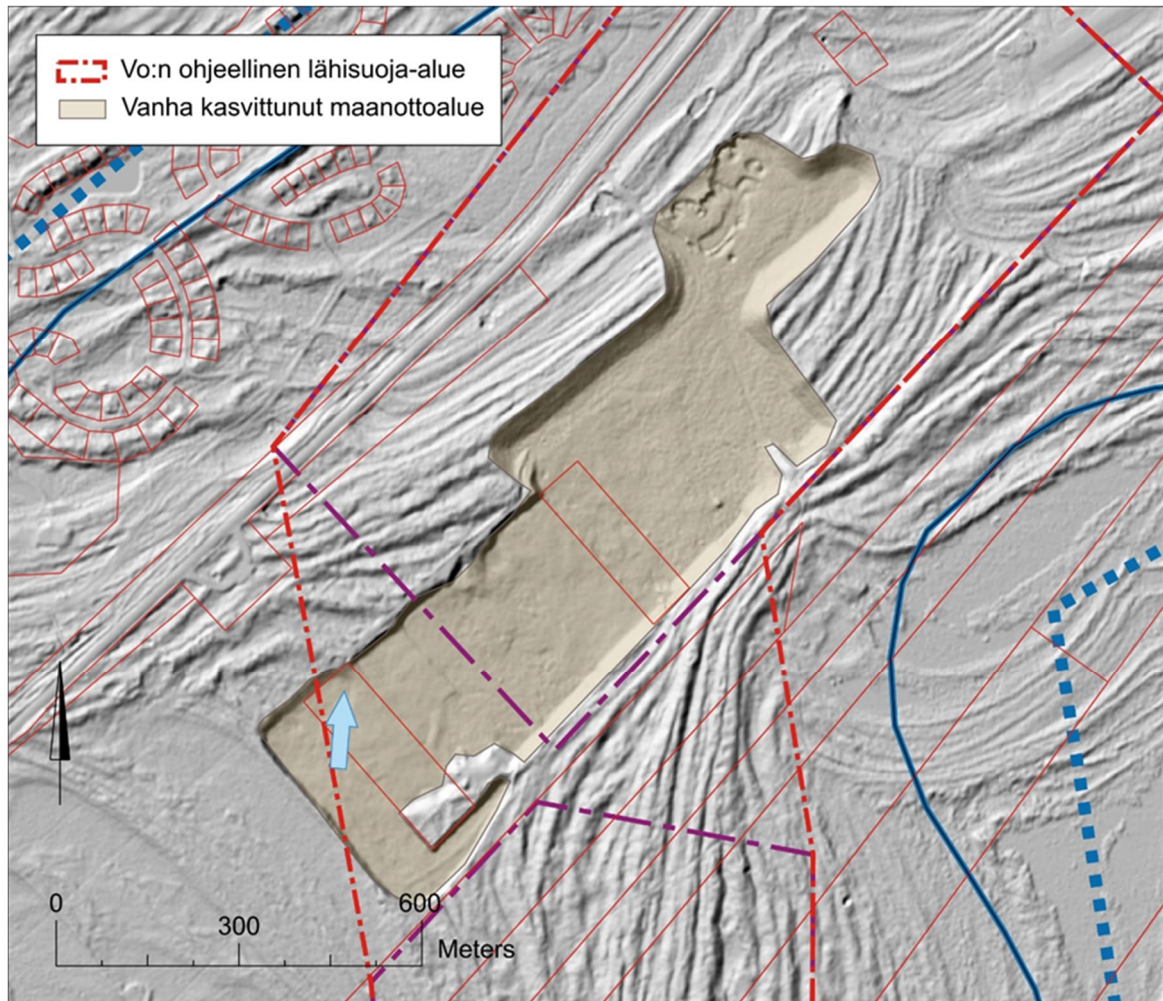 Vo:n ohjeellinen lähisuoja-alue
Vanha kasvittunut maanottoalue
0
300
600
Meters